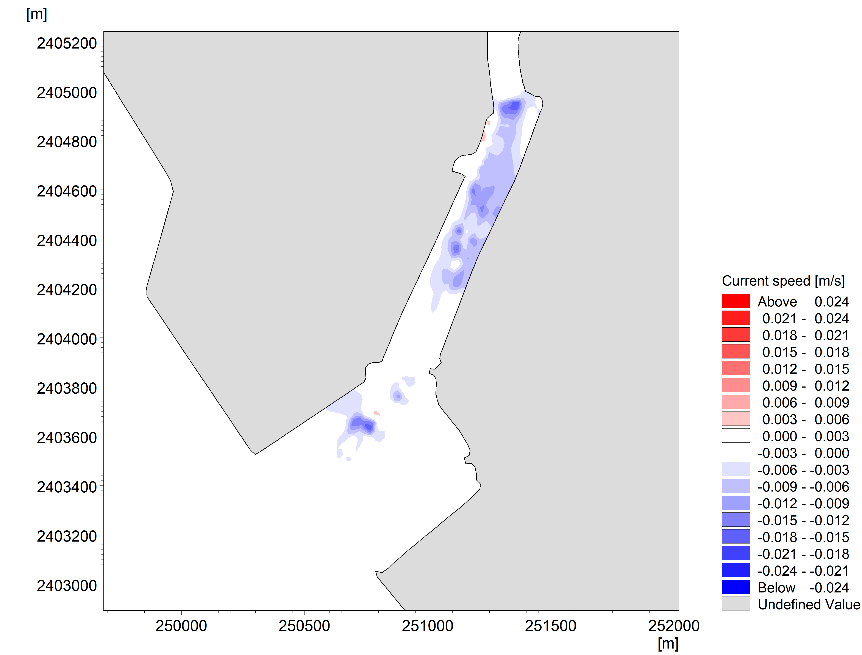 [m]
2405200
2405000
2404800
2404600
2404400
2404200
2404000
2403800
2403600
2403400
2403200
2403000
250000 250500 251000 251500 252000
[m]
Current speed [m/s]
Above 0.024
0.021 - 0.024
0.018 - 0.021
0.015 - 0.018
0.012 - 0.015
0.009 - 0.012
0.006 - 0.009
0.003 - 0.006
0.000 - 0.003
-0.003 - 0.000
-0.006 - -0.003
-0.009 - -0.006
-0.012 - -0.009
-0.015 - -0.012
-0.018 - -0.015
-0.021 - -0.018
-0.024 - -0.021
Below -0.024
Undefined Value